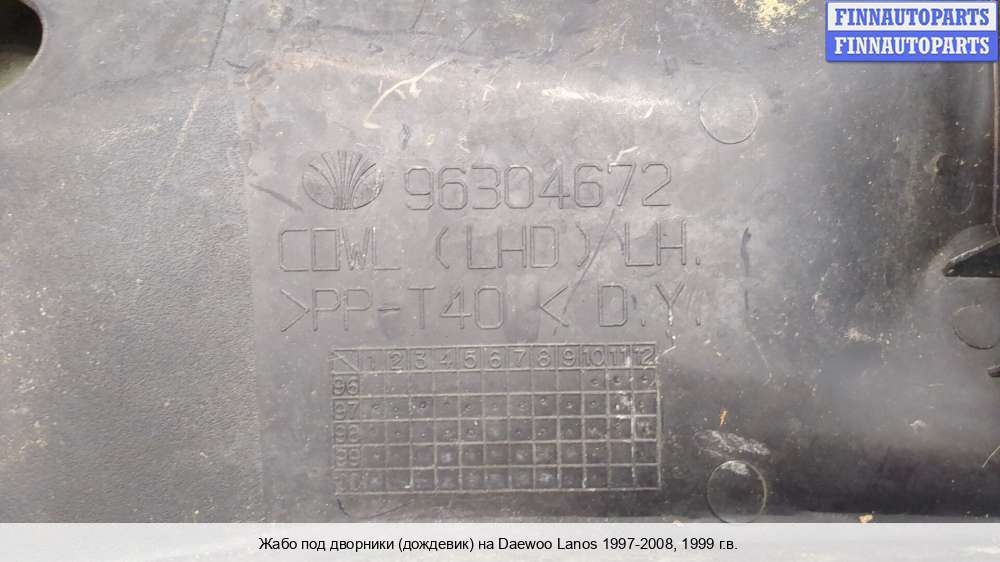 FINNAUTOPARTS
FINNAUTOPARTS
96304672
COWL (LHD) LH.
>PP-T40 < D.Y.
1 2 3 4 5 6 7 8 9 10 11 12
96
97
98
99
Жабо под дворники (дождевик) на Daewoo Lanos 1997-2008, 1999 г.в.